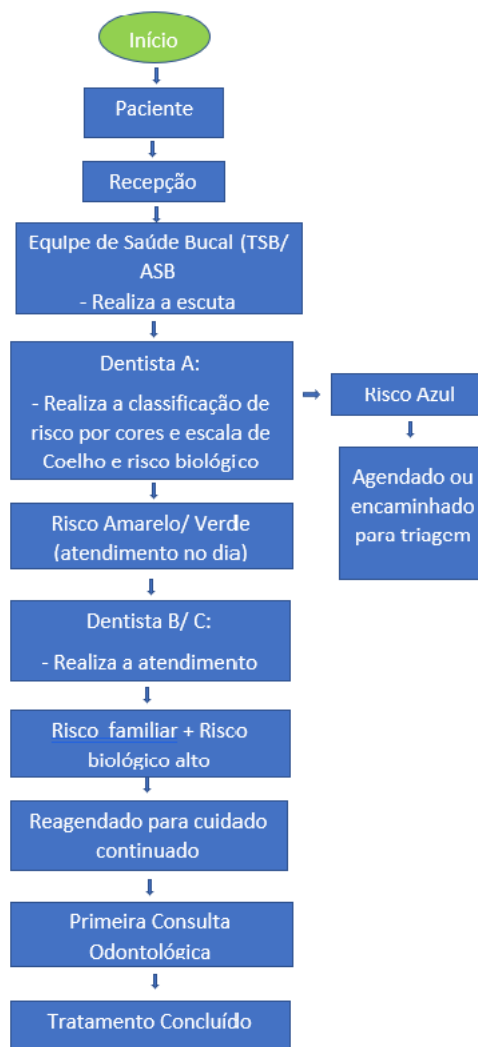 Início
Paciente
Recepção
Equipe de Saúde Bucal (TSB/
ASB
- Realiza a escuta
Dentista A:
- Realiza a classificação de
risco por cores e escala de
Coelho e risco biológico
Risco Azul
Agendado ou
encaminhado
para triagem
Risco Amarelo/ Verde
(atendimento no dia)
Dentista B/ C:
- Realiza a atendimento
Risco familiar + Risco
biológico alto
Reagendado para cuidado
continuado
Primeira Consulta
Odontológica
Tratamento Concluído